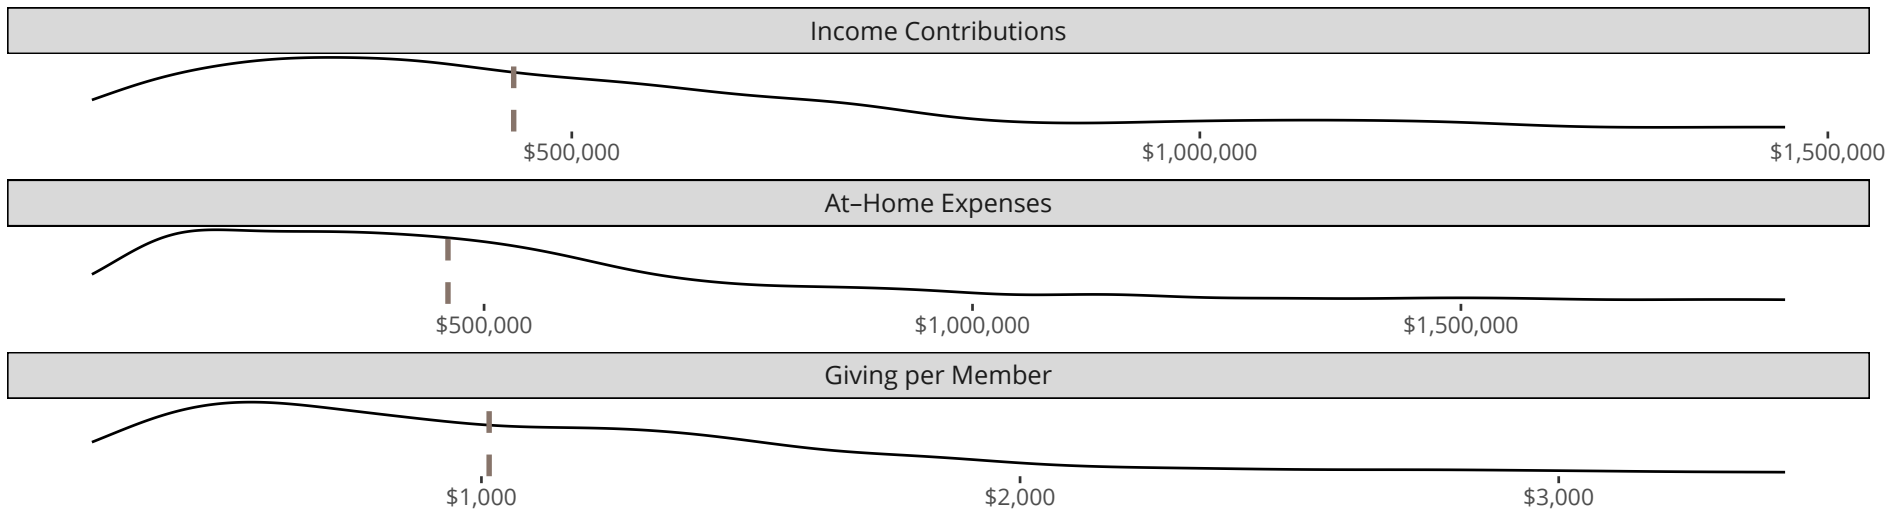 Income Contributions
$500,000 $1,000,000 $1,500,000
At–Home Expenses
$500,000 $1,000,000 $1,500,000
Giving per Member
$1,000 $2,000 $3,000